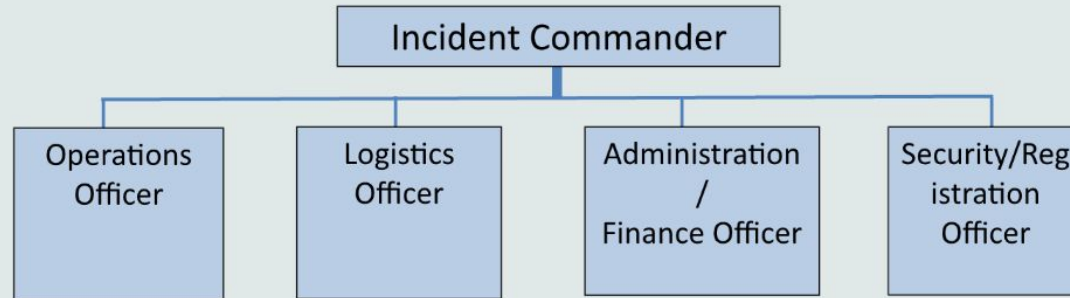 Incident Commander
Operations
Officer
Logistics
Officer
Administration
/
Finance Officer
Security/Reg
istration
Officer